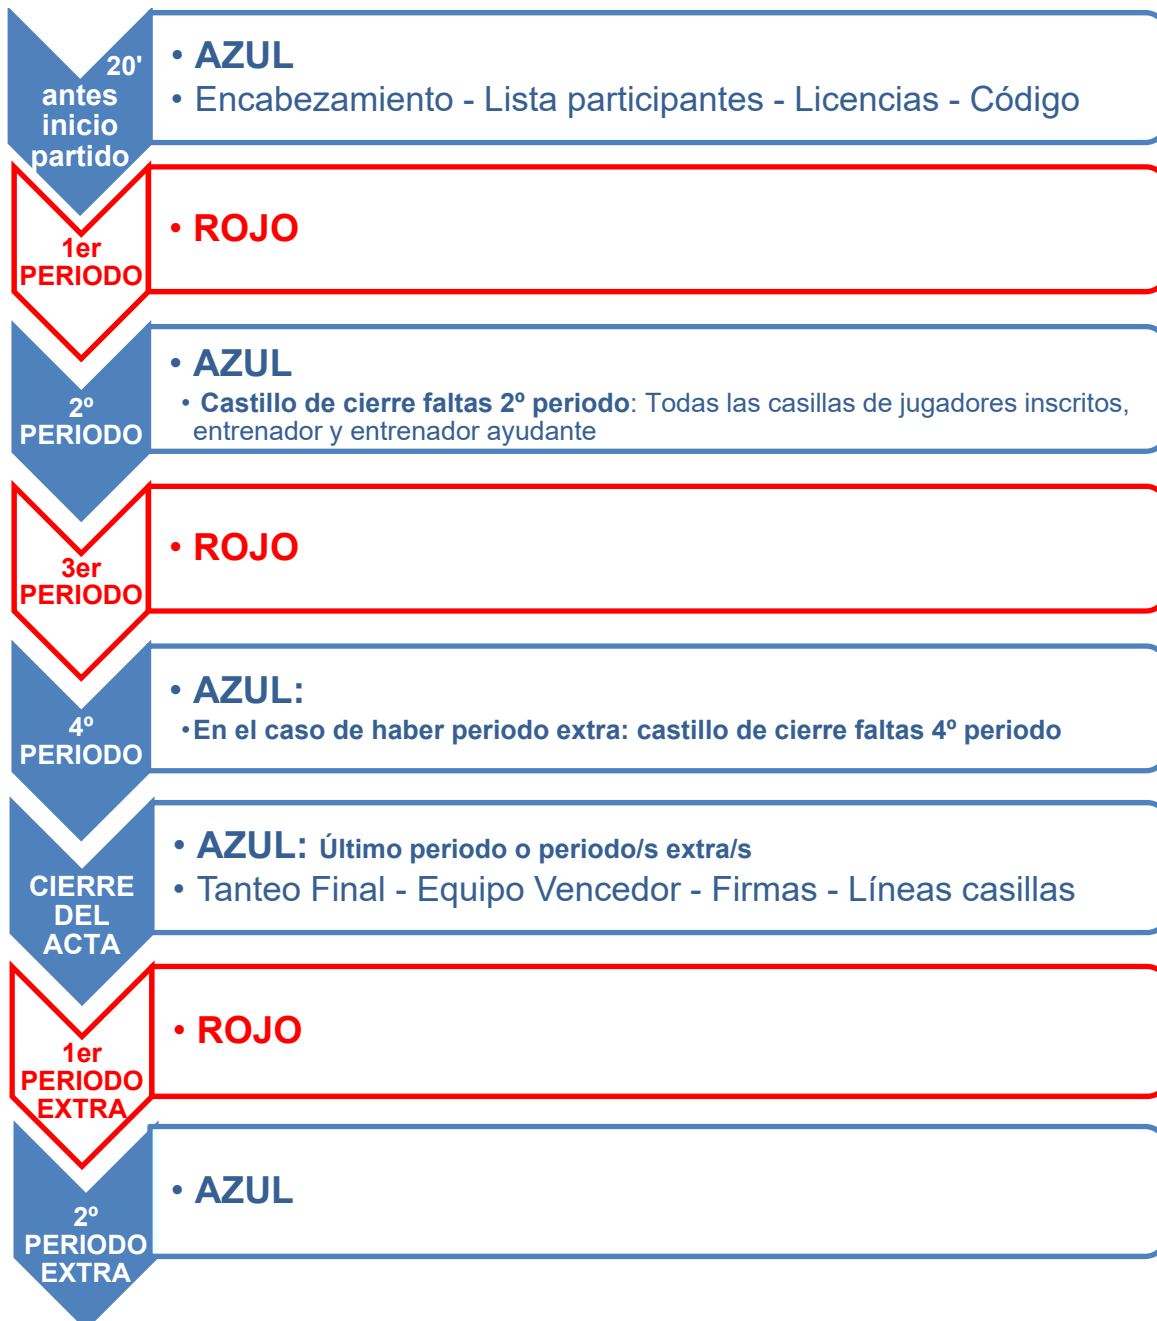 20'
antes
inicio
partido
• AZUL
• Encabezamiento - Lista participantes - Licencias - Código
1er
PERIODO
• ROJO
2º
PERIODO
• AZUL
• Castillo de cierre faltas 2º periodo: Todas las casillas de jugadores inscritos,
entrenador y entrenador ayudante
3er
PERIODO
• ROJO
4º
PERIODO
• AZUL:
• En el caso de haber periodo extra: castillo de cierre faltas 4º periodo
CIERRE
DEL
ACTA
• AZUL: Último periodo o periodo/s extra/s
• Tanteo Final - Equipo Vencedor - Firmas - Líneas casillas
1er
PERIODO
EXTRA
• ROJO
2º
PERIODO
EXTRA
• AZUL